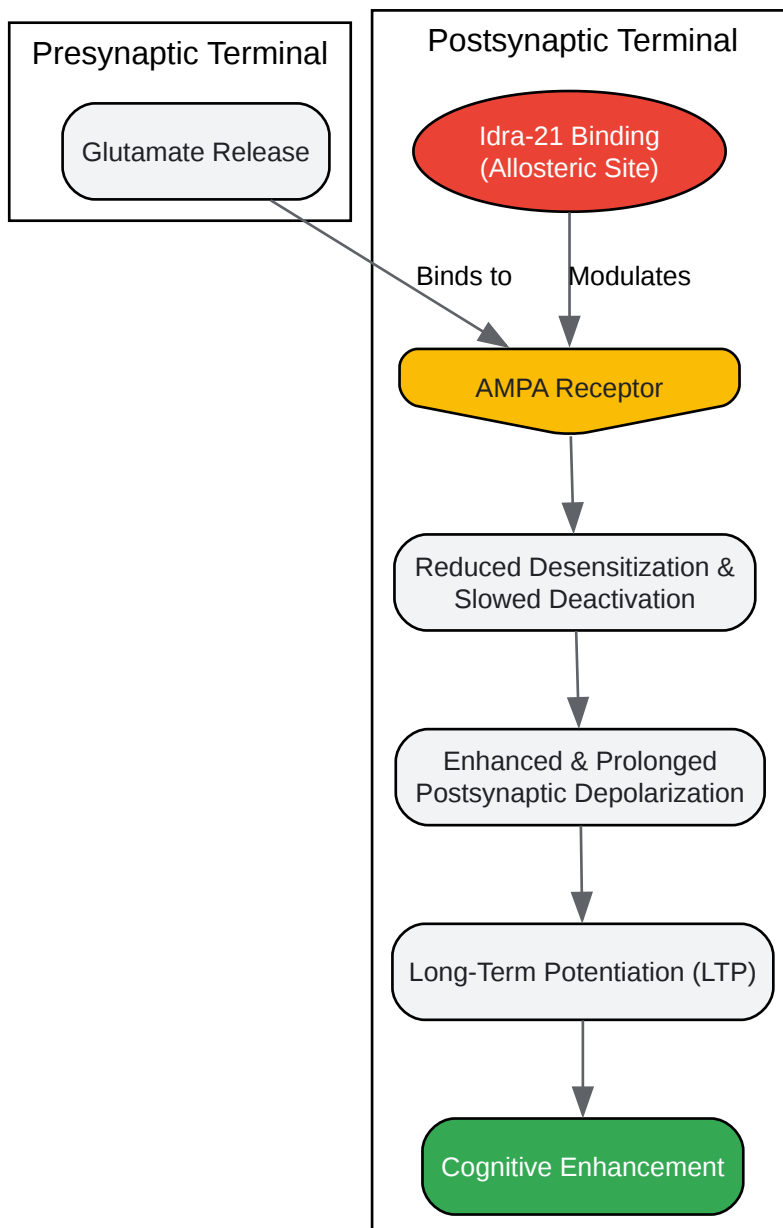 Presynaptic Terminal
Glutamate Release
Postsynaptic Terminal
Idra-21 Binding
(Allosteric Site)
Binds to
Modulates
AMPA Receptor
Reduced Desensitization &
Slowed Deactivation
Enhanced & Prolonged
Postsynaptic Depolarization
Long-Term Potentiation (LTP)
Cognitive Enhancement